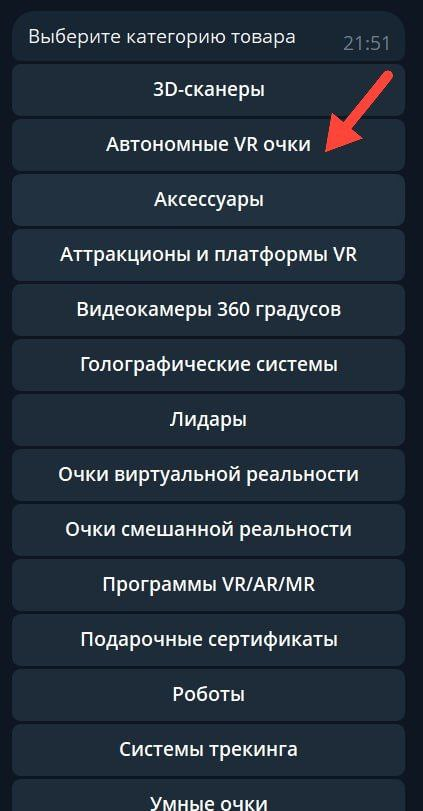 Выберите категорию товара
21:51
3D-сканеры
Автономные VR очки
Аксессуары
Аттракционы и платформы VR
Видеокамеры 360 градусов
Голографические системы
Лидары
Очки виртуальной реальности
Очки смешанной реальности
Программы VR/AR/MR
Подарочные сертификаты
Роботы
Системы трекинга
Умные очки